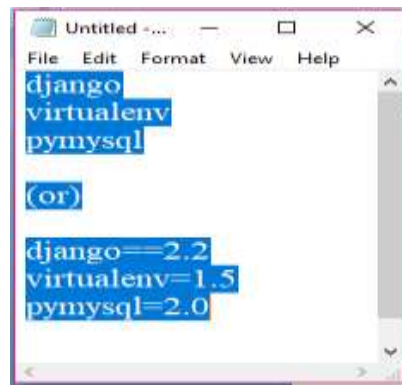 Untitled -...
File Edit Format View Help
django
virtualenv
pymysql
(or)
django==2.2
virtualenv=1.5
pymysql=2.0